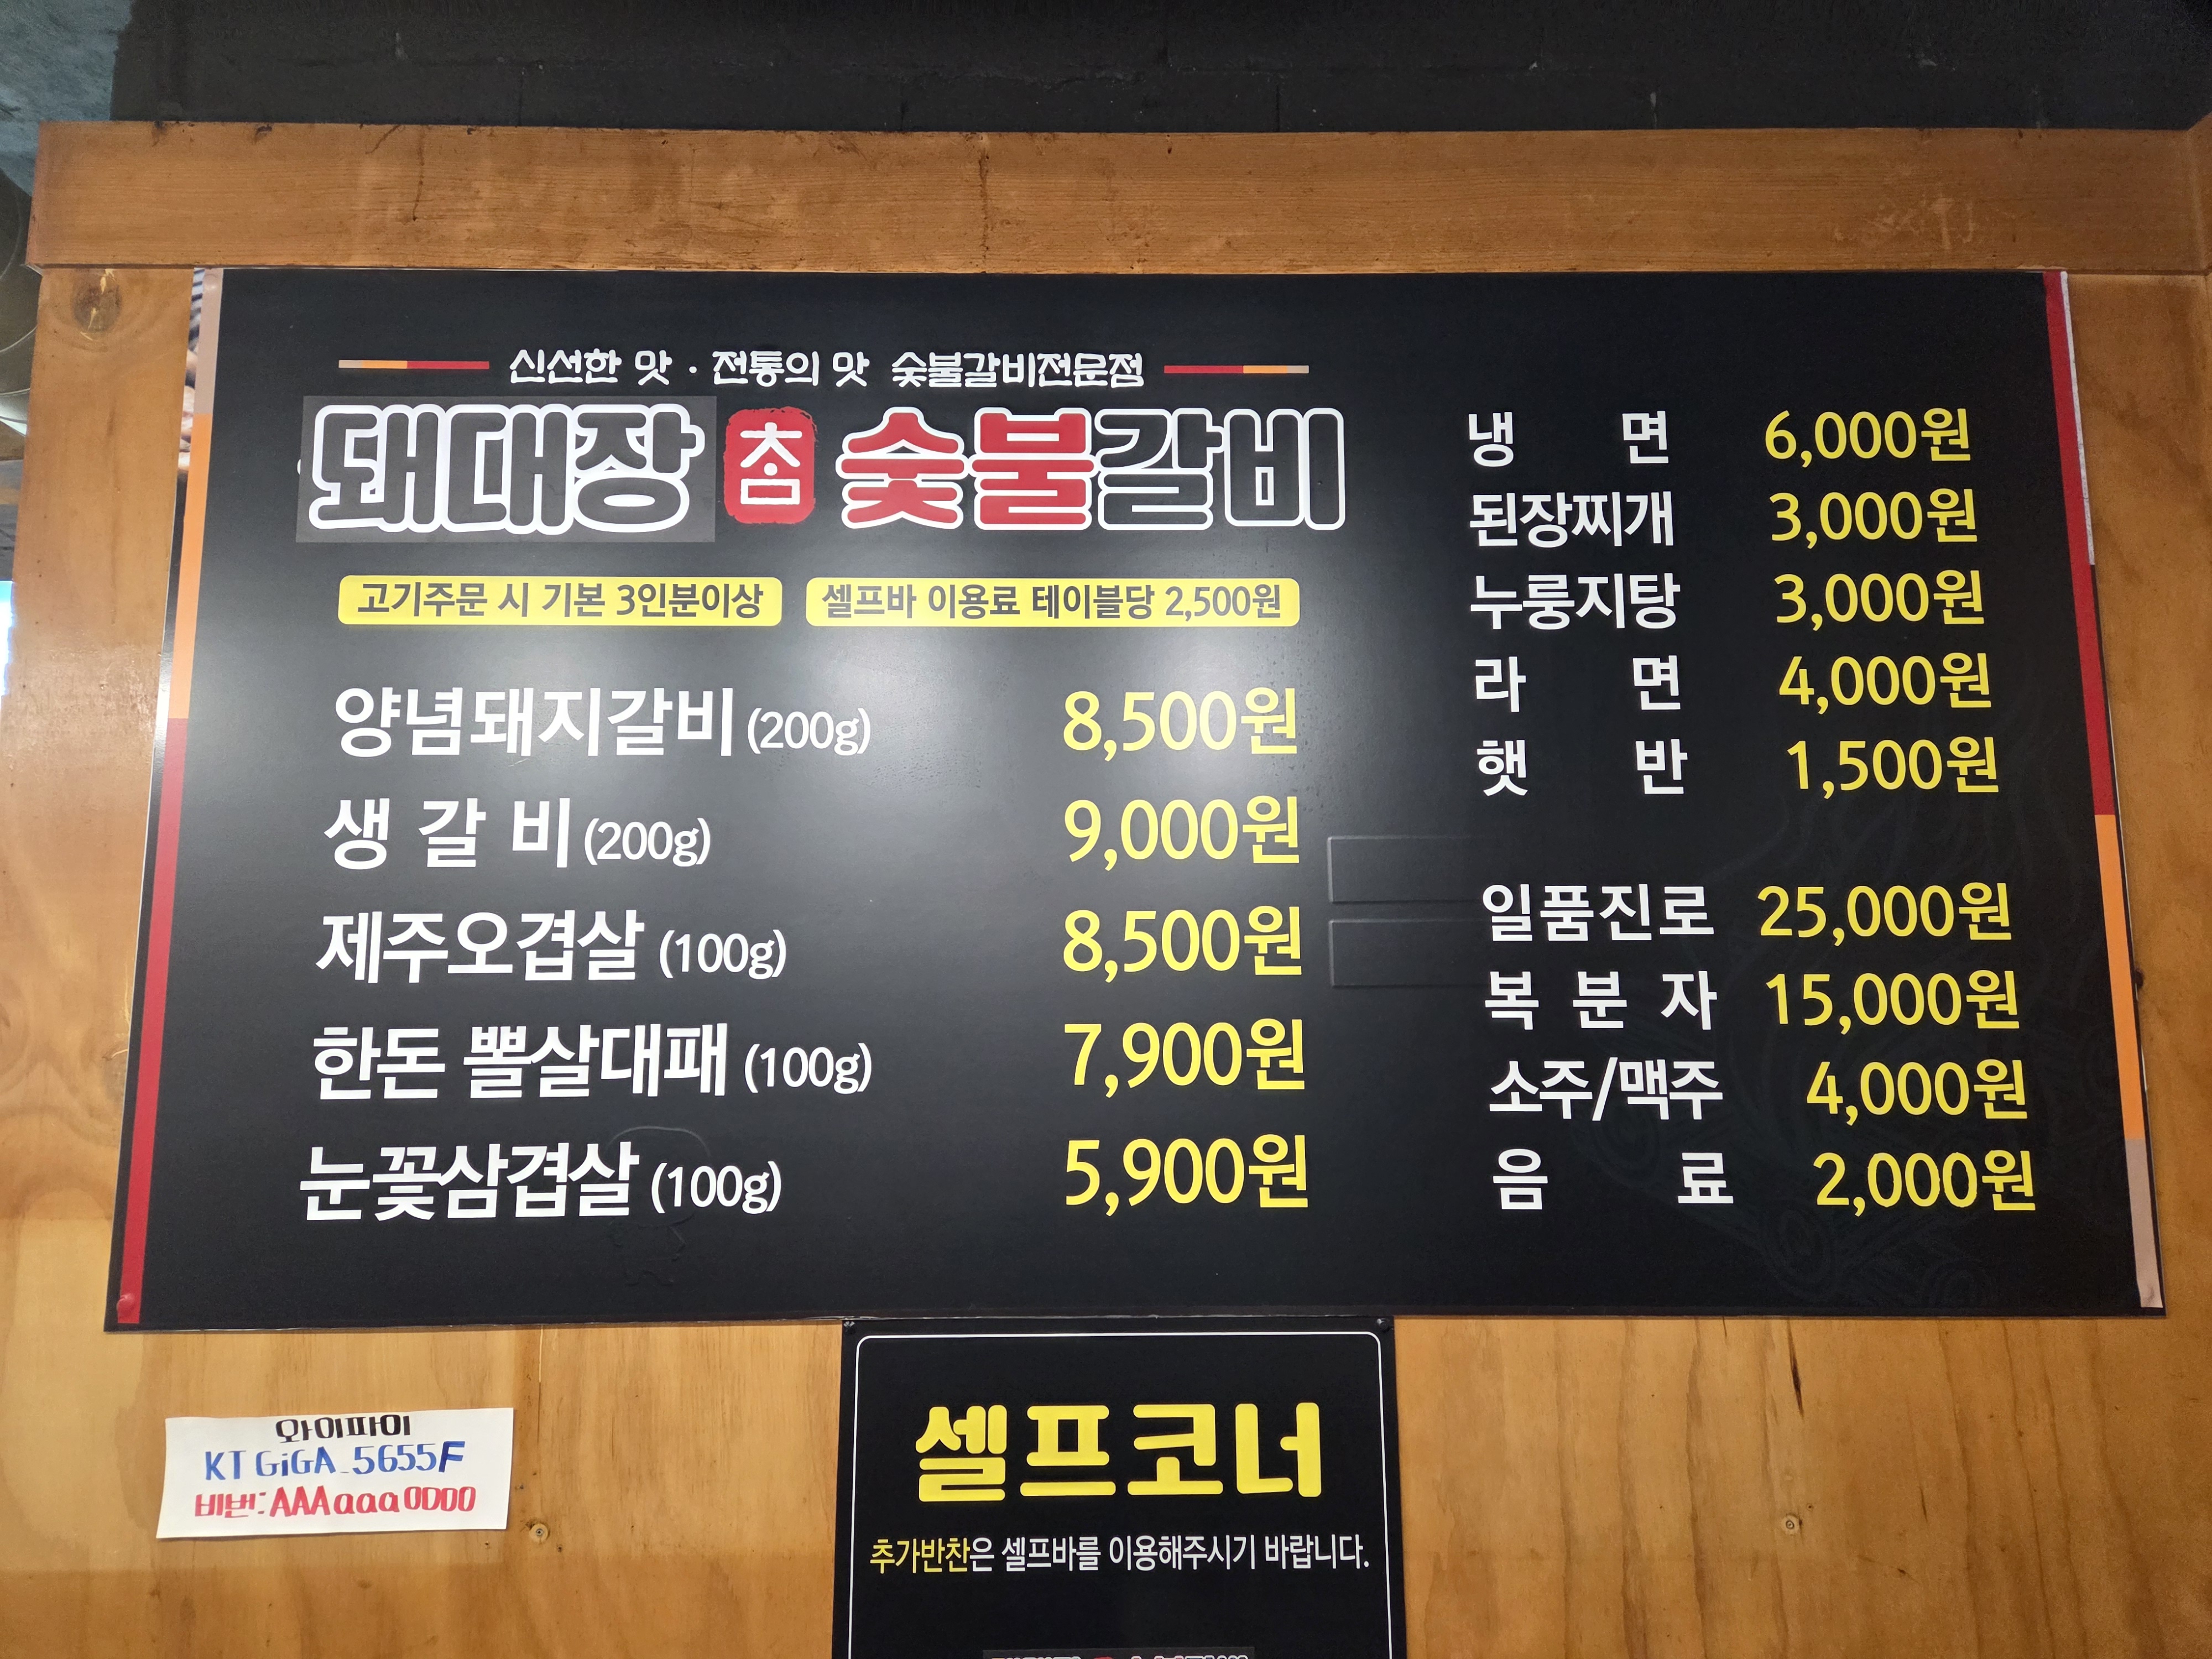 신선한 맛 · 전통의 맛 숯불갈비전문점
돼대장 참 숯불갈비
고기주문 시 기본 3인분이상
셀프바 이용료 테이블당 2,500원
양념돼지갈비 (200g) 8,500원
생 갈 비 (200g) 9,000원
제주오겹살 (100g) 8,500원
한돈 뽈살대패 (100g) 7,900원
눈꽃삼겹살 (100g) 5,900원
냉 면 6,000원
된장찌개 3,000원
누룽지탕 3,000원
라 면 4,000원
햇 반 1,500원
일품진로 25,000원
복 분 자 15,000원
소주/맥주 4,000원
음 료 2,000원
와이파이
KT GiGA_5655F
비번:AAAaaa0000
셀프코너
추가반찬은 셀프바를 이용해주시기 바랍니다.